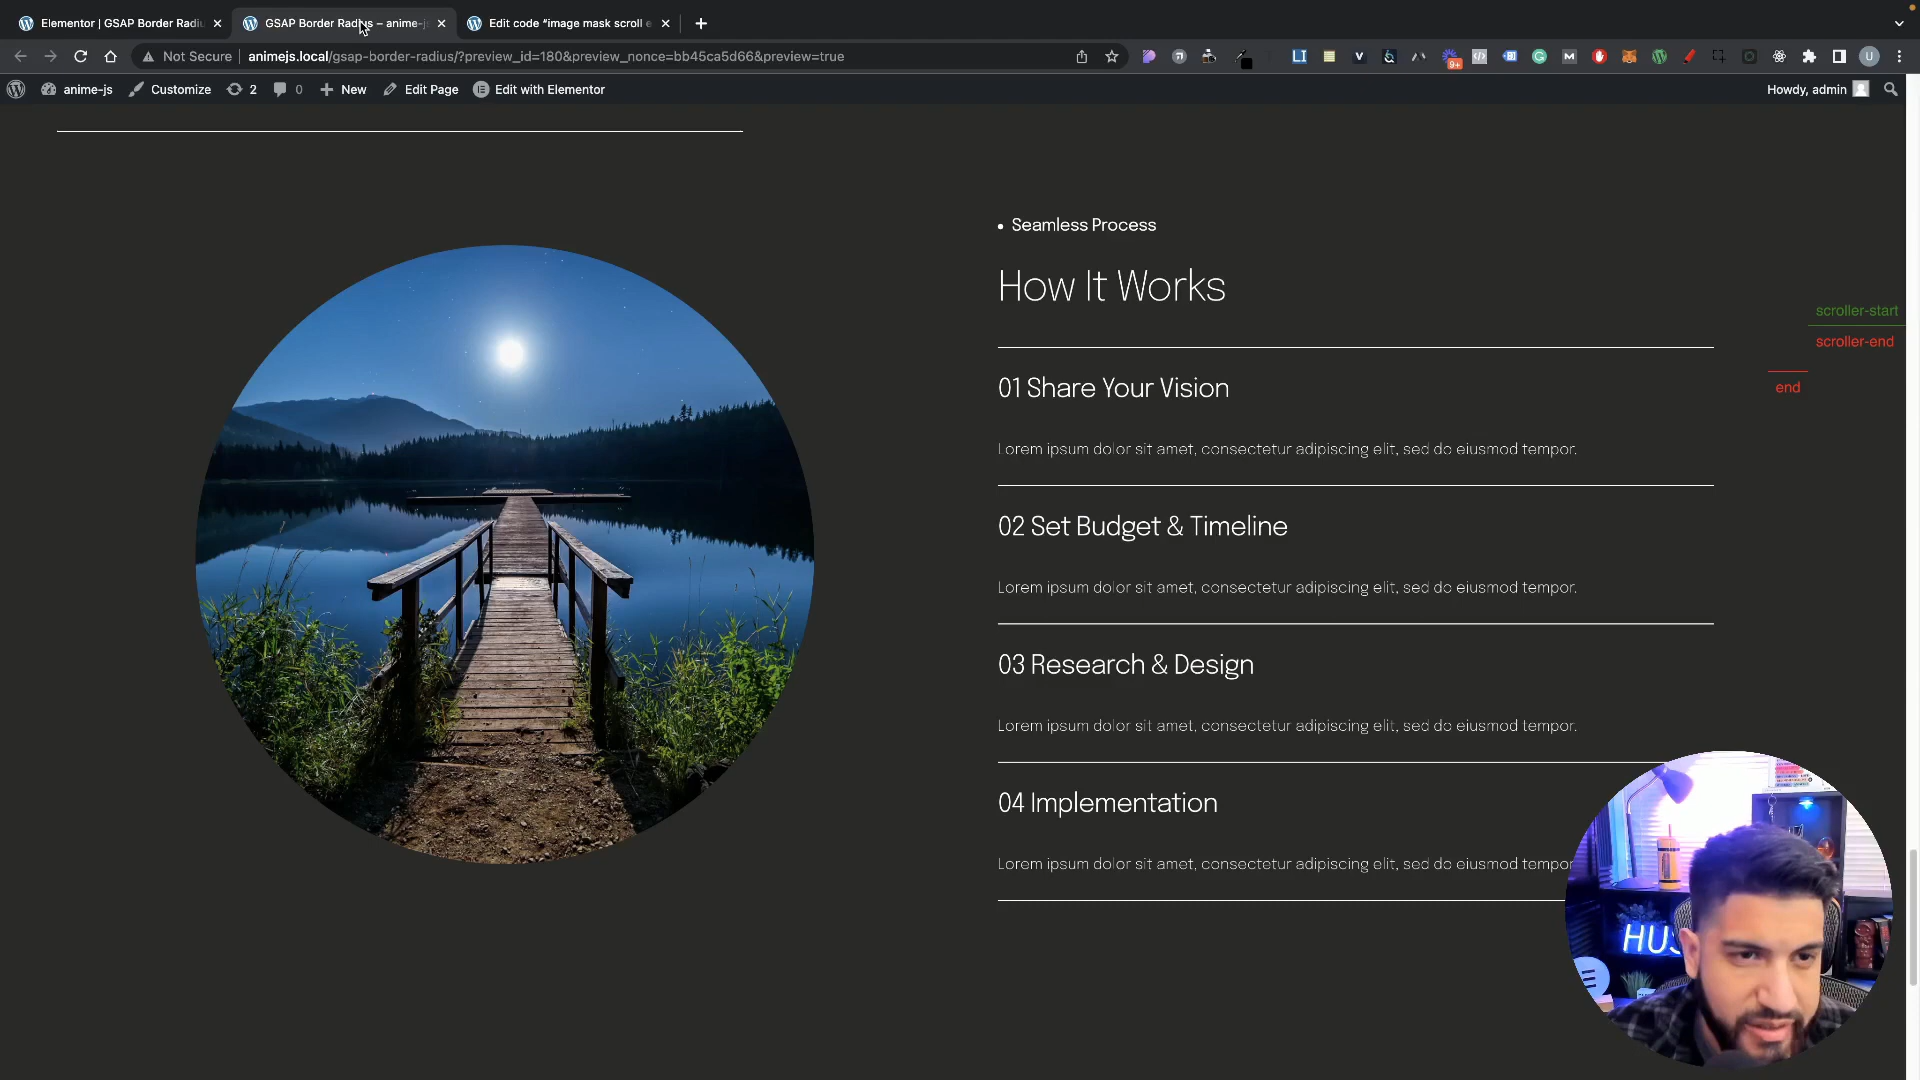 Elementor | GSAP Border Radiu
GSAP Border Radius – anime-j
Edit code “image mask scroll e
Not Secure
animejs.local/gsap-border-radius/?preview_id=180&preview_nonce=bb45ca5d66&preview=true
9+
anime-js
Customize
2
0
New
Edit Page
Edit with Elementor
Howdy, admin
Seamless Process
How It Works
scroller-start
scroller-end
end
01 Share Your Vision
Lorem ipsum dolor sit amet, consectetur adipiscing elit, sed do eiusmod tempor.
02 Set Budget & Timeline
Lorem ipsum dolor sit amet, consectetur adipiscing elit, sed do eiusmod tempor.
03 Research & Design
Lorem ipsum dolor sit amet, consectetur adipiscing elit, sed do eiusmod tempor.
04 Implementation
Lorem ipsum dolor sit amet, consectetur adipiscing elit, sed do eiusmod tempor
HUS